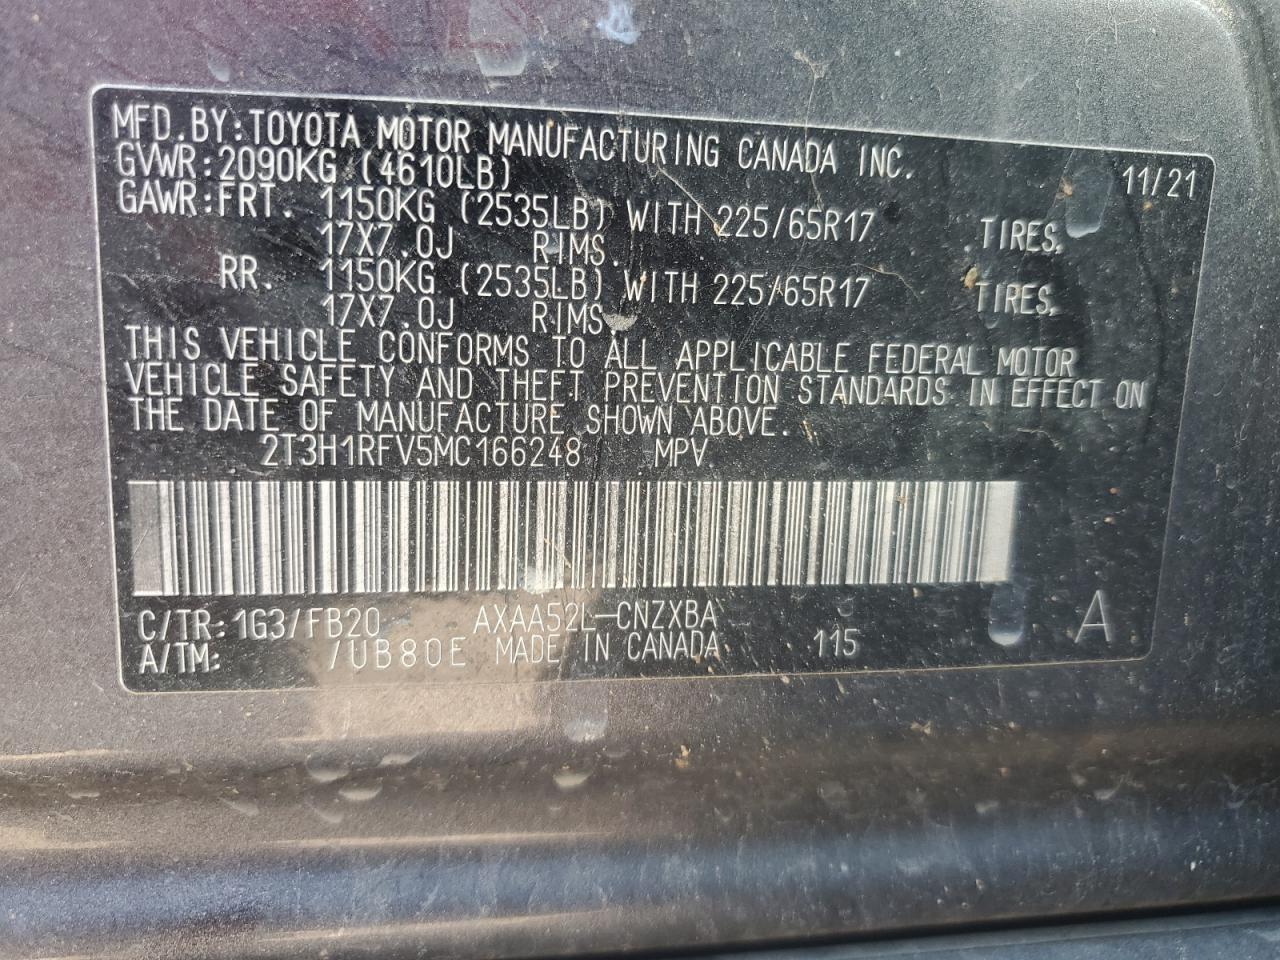 MFD.BY:TOYOTA MOTOR MANUFACTURING CANADA INC. 11/21
GVWR:2090KG (4610LB)
GAWR:FRT. 1150KG (2535LB) WITH 225/65R17 TIRES,
17X7.0J RIMS.
RR. 1150KG (2535LB) WITH 225/65R17 TIRES,
17X7.0J RIMS.
THIS VEHICLE CONFORMS TO ALL APPLICABLE FEDERAL MOTOR
VEHICLE SAFETY AND THEFT PREVENTION STANDARDS IN EFFECT ON
THE DATE OF MANUFACTURE SHOWN ABOVE.
2T3H1RFV5MC166248 MPV
C/TR:1G3/FB20 AXAA52L-CNZXBA A
A/TM: /UB80E MADE IN CANADA 115